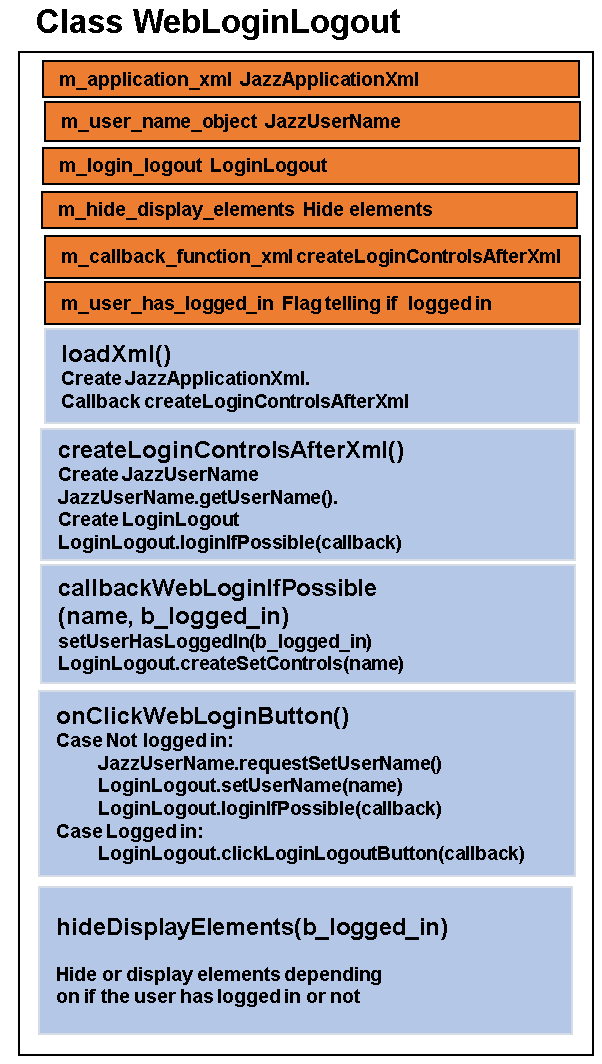 Class WebLoginLogout
m_application_xml JazzApplicationXml
m_user_name_object JazzUserName
m_login_logout LoginLogout
m_hide_display_elements Hide elements
m_callback_function_xml createLoginControlsAfterXml
m_user_has_logged_in Flag telling if logged in
loadXml()
Create JazzApplicationXml.
Callback createLoginControlsAfterXml
createLoginControlsAfterXml()
Create JazzUserName
JazzUserName.getUserName().
Create LoginLogout
LoginLogout.loginIfPossible(callback)
callbackWebLoginIfPossible
(name, b_logged_in)
setUserHasLoggedIn(b_logged_in)
LoginLogout.createSetControls(name)
onClickWebLoginButton()
Case Not logged in:
JazzUserName.requestSetUserName()
LoginLogout.setUserName(name)
LoginLogout.loginIfPossible(callback)
Case Logged in:
LoginLogout.clickLoginLogoutButton(callback)
hideDisplayElements(b_logged_in)
Hide or display elements depending
on if the user has logged in or not